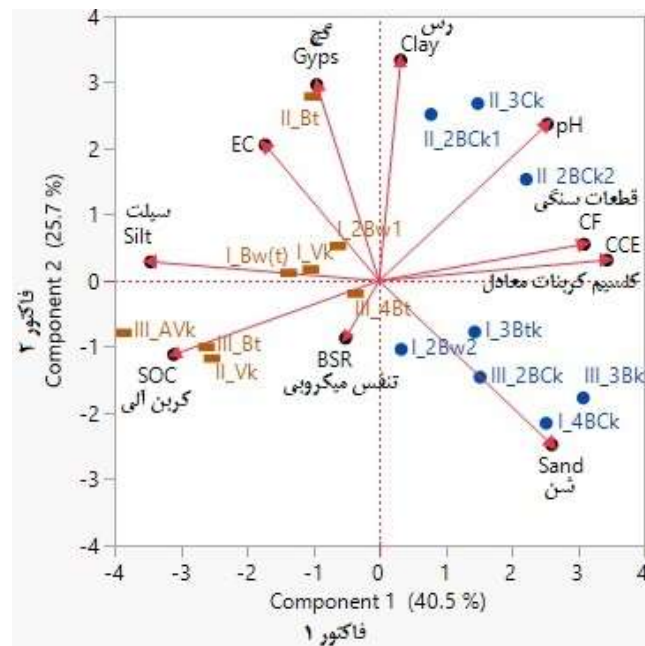 4
3
2
1
0
-1
-2
-3
-4
-4
-3
-2
-1
0
1
2
3
4
Component 2 (25.7 %)
فاکتور ۲
Component 1 (40.5 %)
فاکتور ۱
گچ
Gyps
رس
Clay
II_Bt
II_3Ck
II_2BCk1
pH
EC
II_2BCk2
قطعات سنگی
CF
CCE
کلسیم کربنات معادل
سیلت
Silt
I_2Bw1
I_Vk
I_Bw(t)
III_4Bt
III_AVk
III_Bt
II_Vk
SOC
کربن آلی
BSR
تنفس میکروبی
I_2Bw2
I_3Btk
III_2BCk
III_3Bk
I_4BCk
Sand
شن